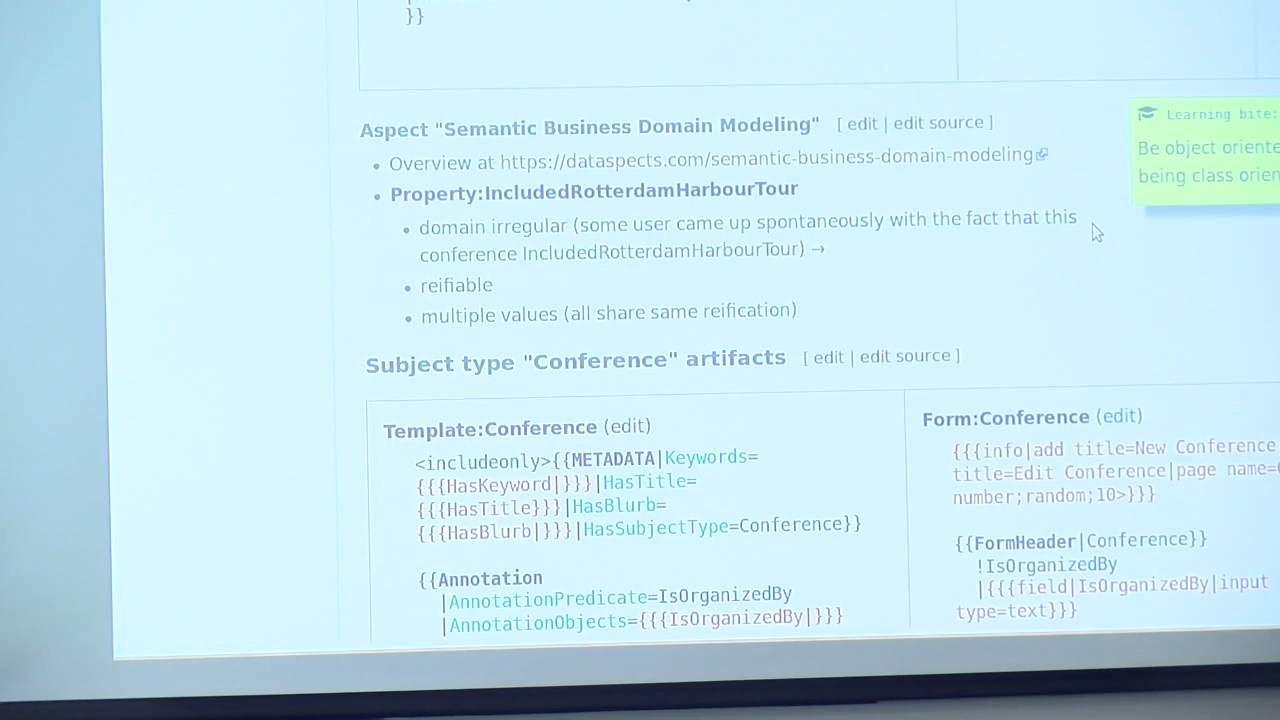 }}
Aspect "Semantic Business Domain Modeling" [ edit | edit source ]
Learning bite:
Be object oriente
being class orien
• Overview at https://dataspects.com/semantic-business-domain-modeling
• Property:IncludedRotterdamHarbourTour
• domain irregular (some user came up spontaneously with the fact that this
conference IncludedRotterdamHarbourTour) →
• reifiable
• multiple values (all share same reification)
Subject type "Conference" artifacts [ edit | edit source ]
Template:Conference (edit)
<includeonly>{{METADATA|Keywords=
{{{HasKeyword|}}}|HasTitle=
{{{HasTitle}}}|HasBlurb=
{{{HasBlurb|}}}|HasSubjectType=Conference}}
{{Annotation
|AnnotationPredicate=IsOrganizedBy
|AnnotationObjects={{{IsOrganizedBy|}}}
Form:Conference (edit)
{{{info|add title=New Conference
title=Edit Conference|page name=
number;random;10>}}}
{{FormHeader|Conference}}
!IsOrganizedBy
|{{{field|IsOrganizedBy|input
type=text}}}